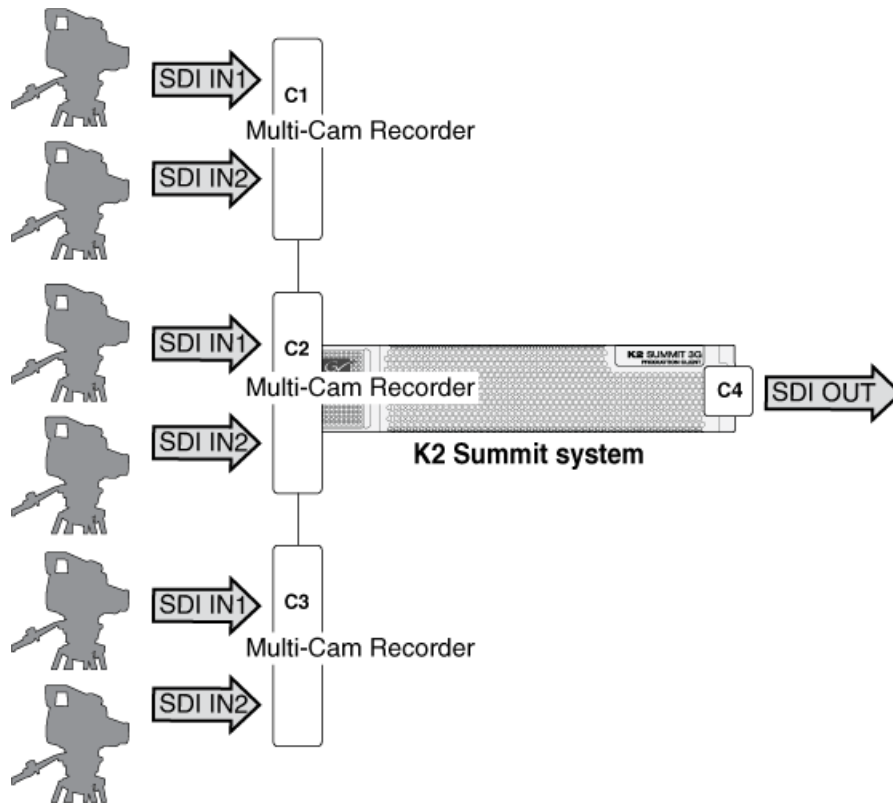 SDI IN1
C1
Multi-Cam Recorder
SDI IN2
SDI IN1
C2
K2 SUMMIT 3G
PRODUCTION CLIENT
Multi-Cam Recorder
C4
SDI OUT
SDI IN2
K2 Summit system
SDI IN1
C3
Multi-Cam Recorder
SDI IN2